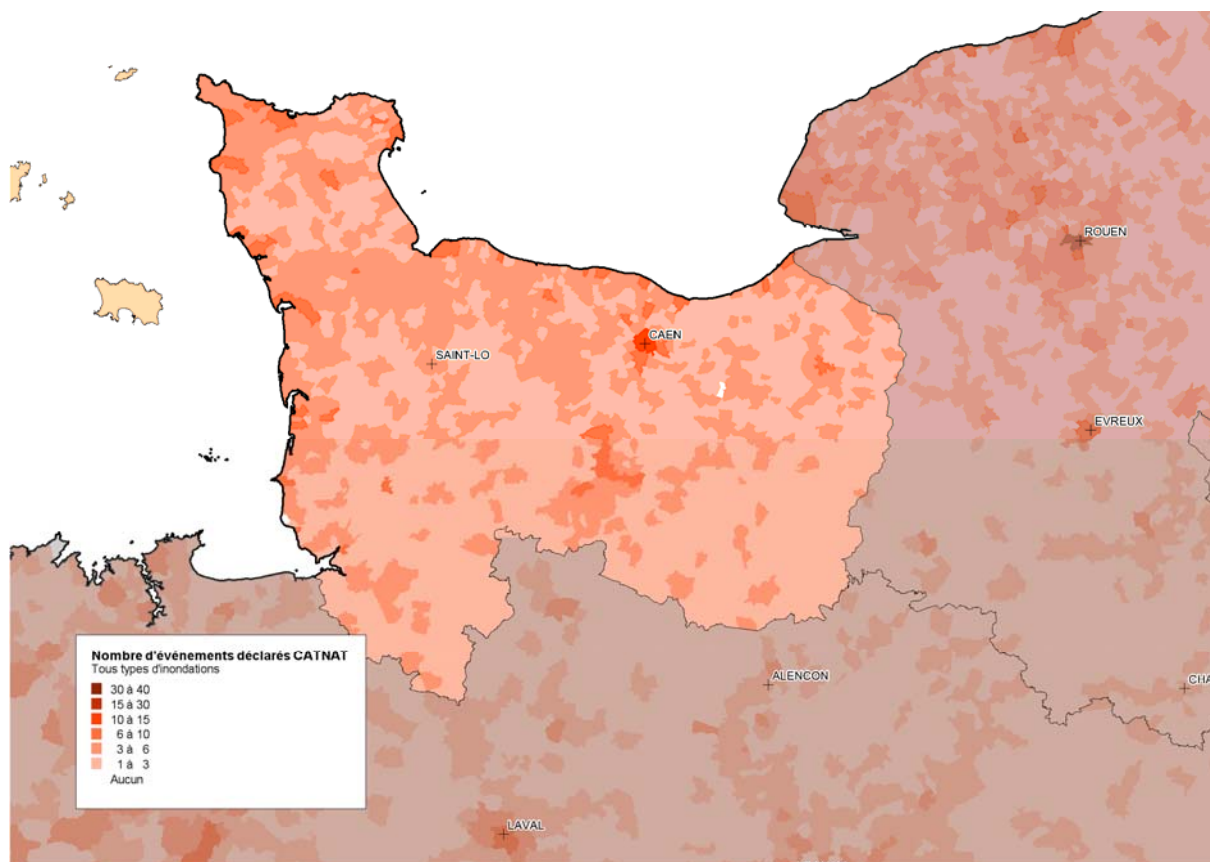 ROUEN
CAEN
SAINT-LO
EVREUX
Nombre d'événements déclarés CATNAT
Tous types d'inondations
30 à 40
15 à 30
10 à 15
6 à 10
3 à 6
1 à 3
Aucun
ALENCON
CHA
LAVAL